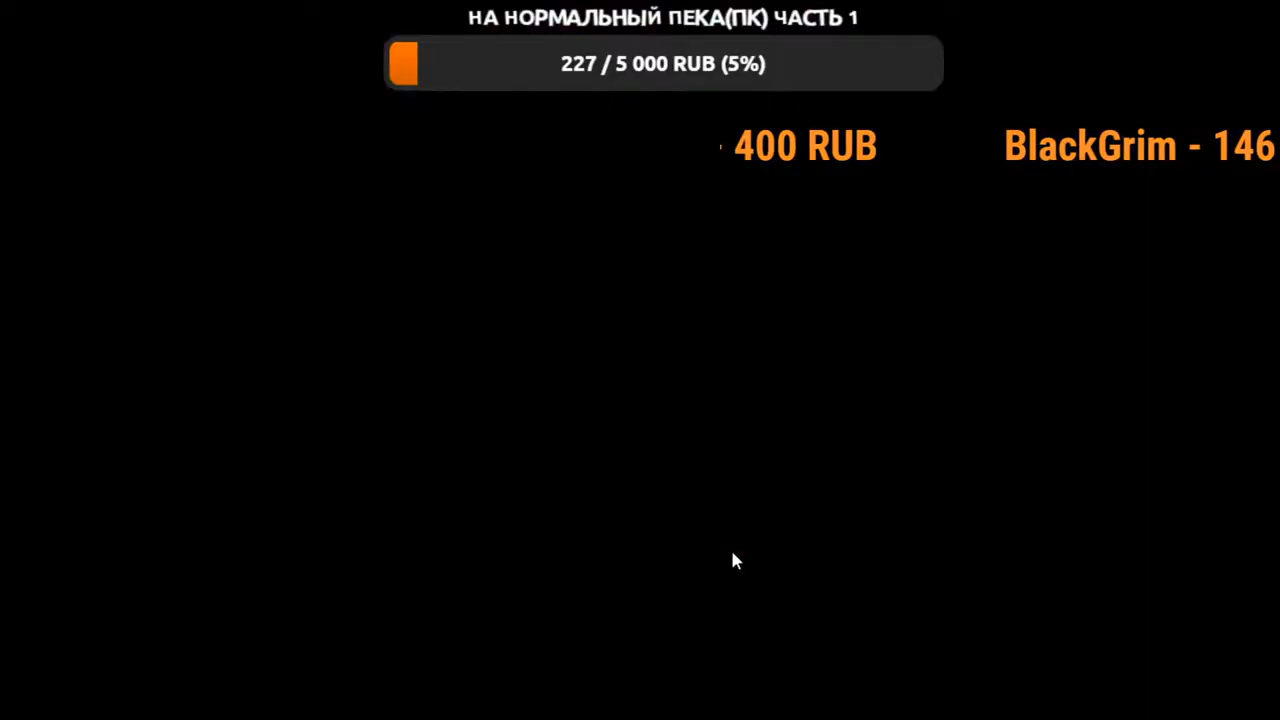 НА НОРМАЛЬНЫЙ ПЕКА(ПК) ЧАСТЬ 1
227 / 5 000 RUB (5%)
400 RUB BlackGrim - 146